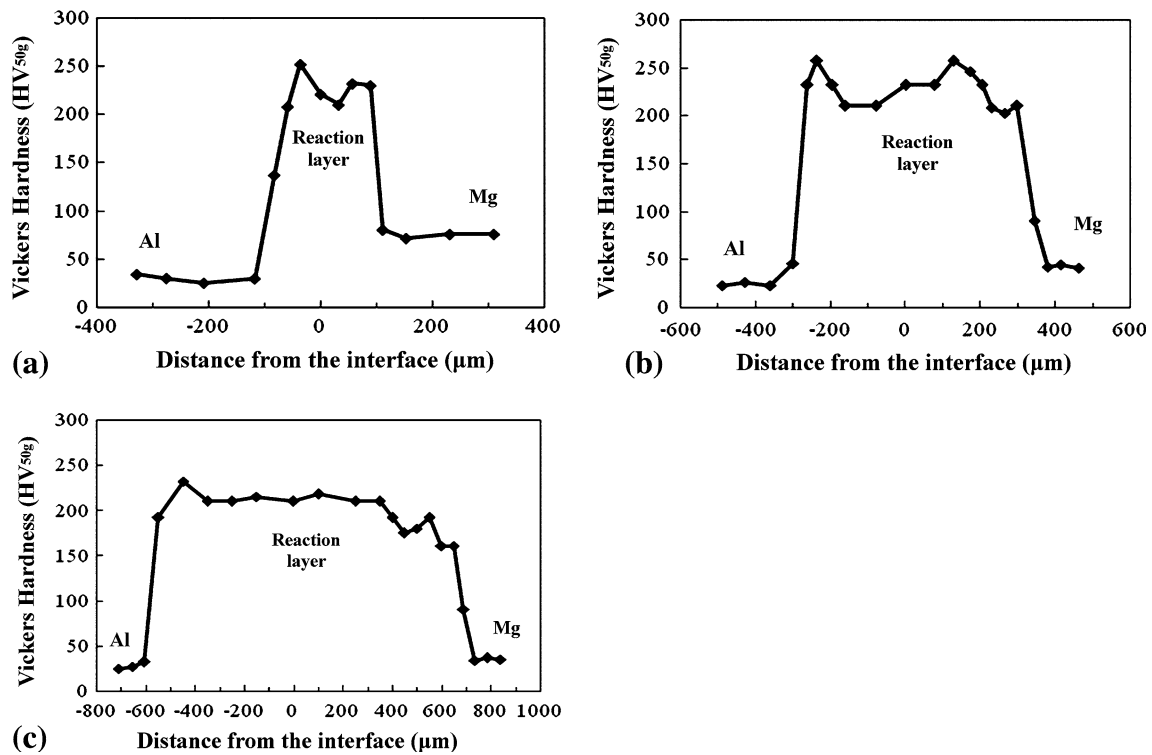 300
250
200
150
100
50
0
-400
-200
0
200
400
Vickers Hardness (HV50g)
Distance from the interface (μm)
Al
Reaction
layer
Mg
(a)
300
250
200
150
100
50
0
-600
-400
-200
0
200
400
600
Vickers Hardness (HV50g)
Distance from the interface (μm)
Al
Reaction
layer
Mg
(b)
300
250
200
150
100
50
0
-800
-600
-400
-200
0
200
400
600
800
1000
Vickers Hardness (HV50g)
Distance from the interface (μm)
Al
Reaction
layer
Mg
(c)